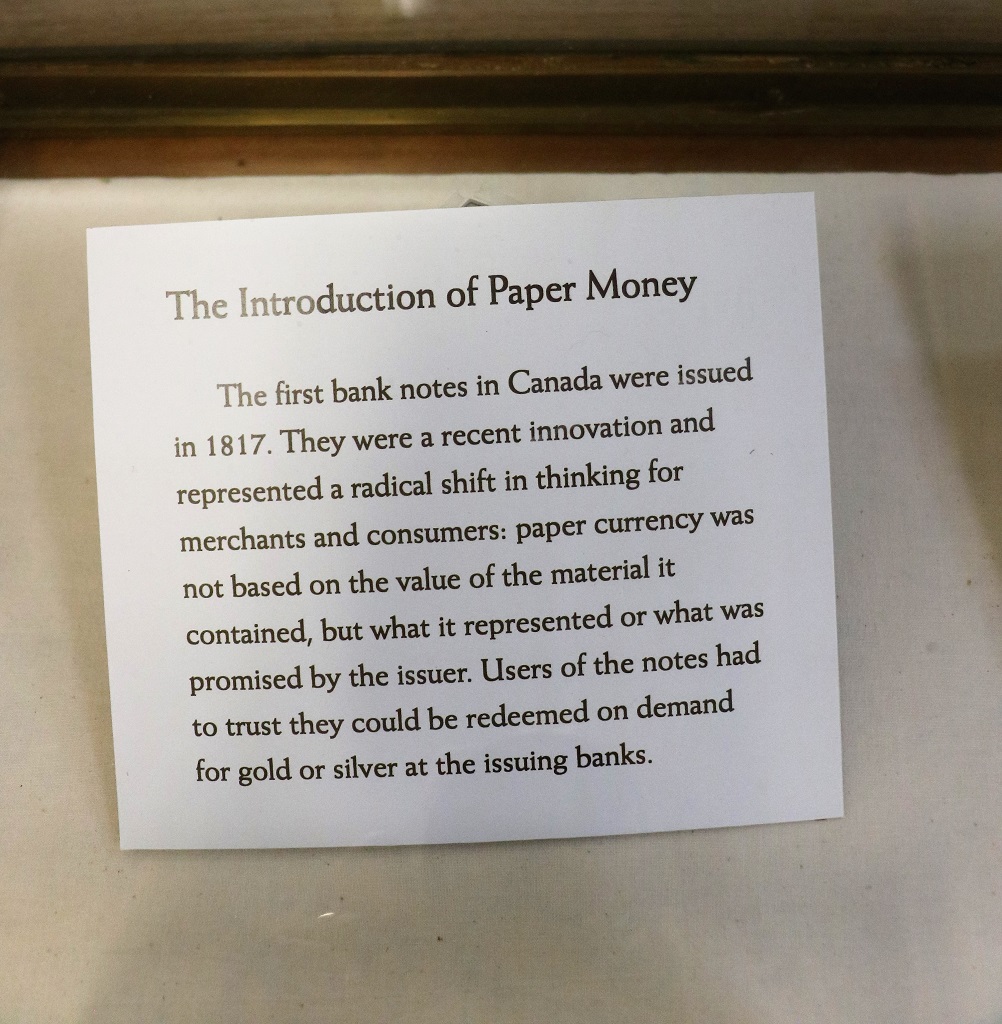 The Introduction of Paper Money
The first bank notes in Canada were issued
in 1817. They were a recent innovation and
represented a radical shift in thinking for
merchants and consumers: paper currency was
not based on the value of the material it
contained, but what it represented or what was
promised by the issuer. Users of the notes had
to trust they could be redeemed on demand
for gold or silver at the issuing banks.